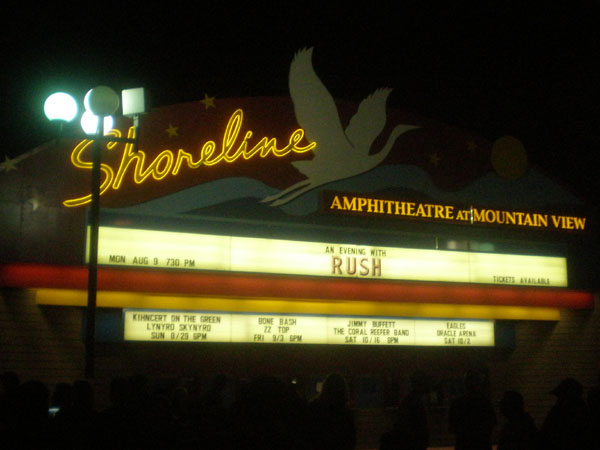 Shoreline
AMPHITHEATRE AT MOUNTAIN VIEW
AN EVENING WITH
MON AUG 9 730 PM
RUSH
TICKETS AVAILABLE
KIHNCERT ON THE GREEN
LYNYRD SKYNYRD
SUN 8/29 6PM
BONE BASH
ZZ TOP
FRI 9/3 6PM
JIMMY BUFFETT
THE CORAL REEFER BAND
SAT 10/16 8PM
EAGLES
ORACLE ARENA
SAT 10/2